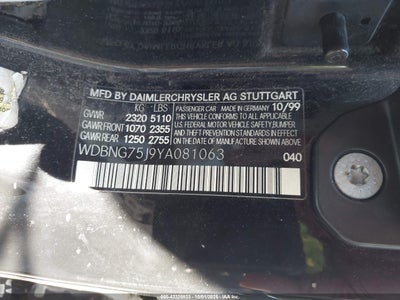 MFD BY DAIMLERCHRYSLER AG STUTTGART
KG LBS PASSENGER CAR MADE IN GERMANY 10/99
GVWR 2320 5110 THIS VEHICLE CONFORMS TO ALL APPLICABLE
GAWR FRONT 1070 2355 U.S. FEDERAL MOTOR VEHICLE SAFETY/BUMPER/
GAWR REAR 1250 2755 AND THEFT PREVENTION STANDARDS IN
EFFECT ON THE DATE OF MANUFACTURE
WDBNG75J9YA081063 040